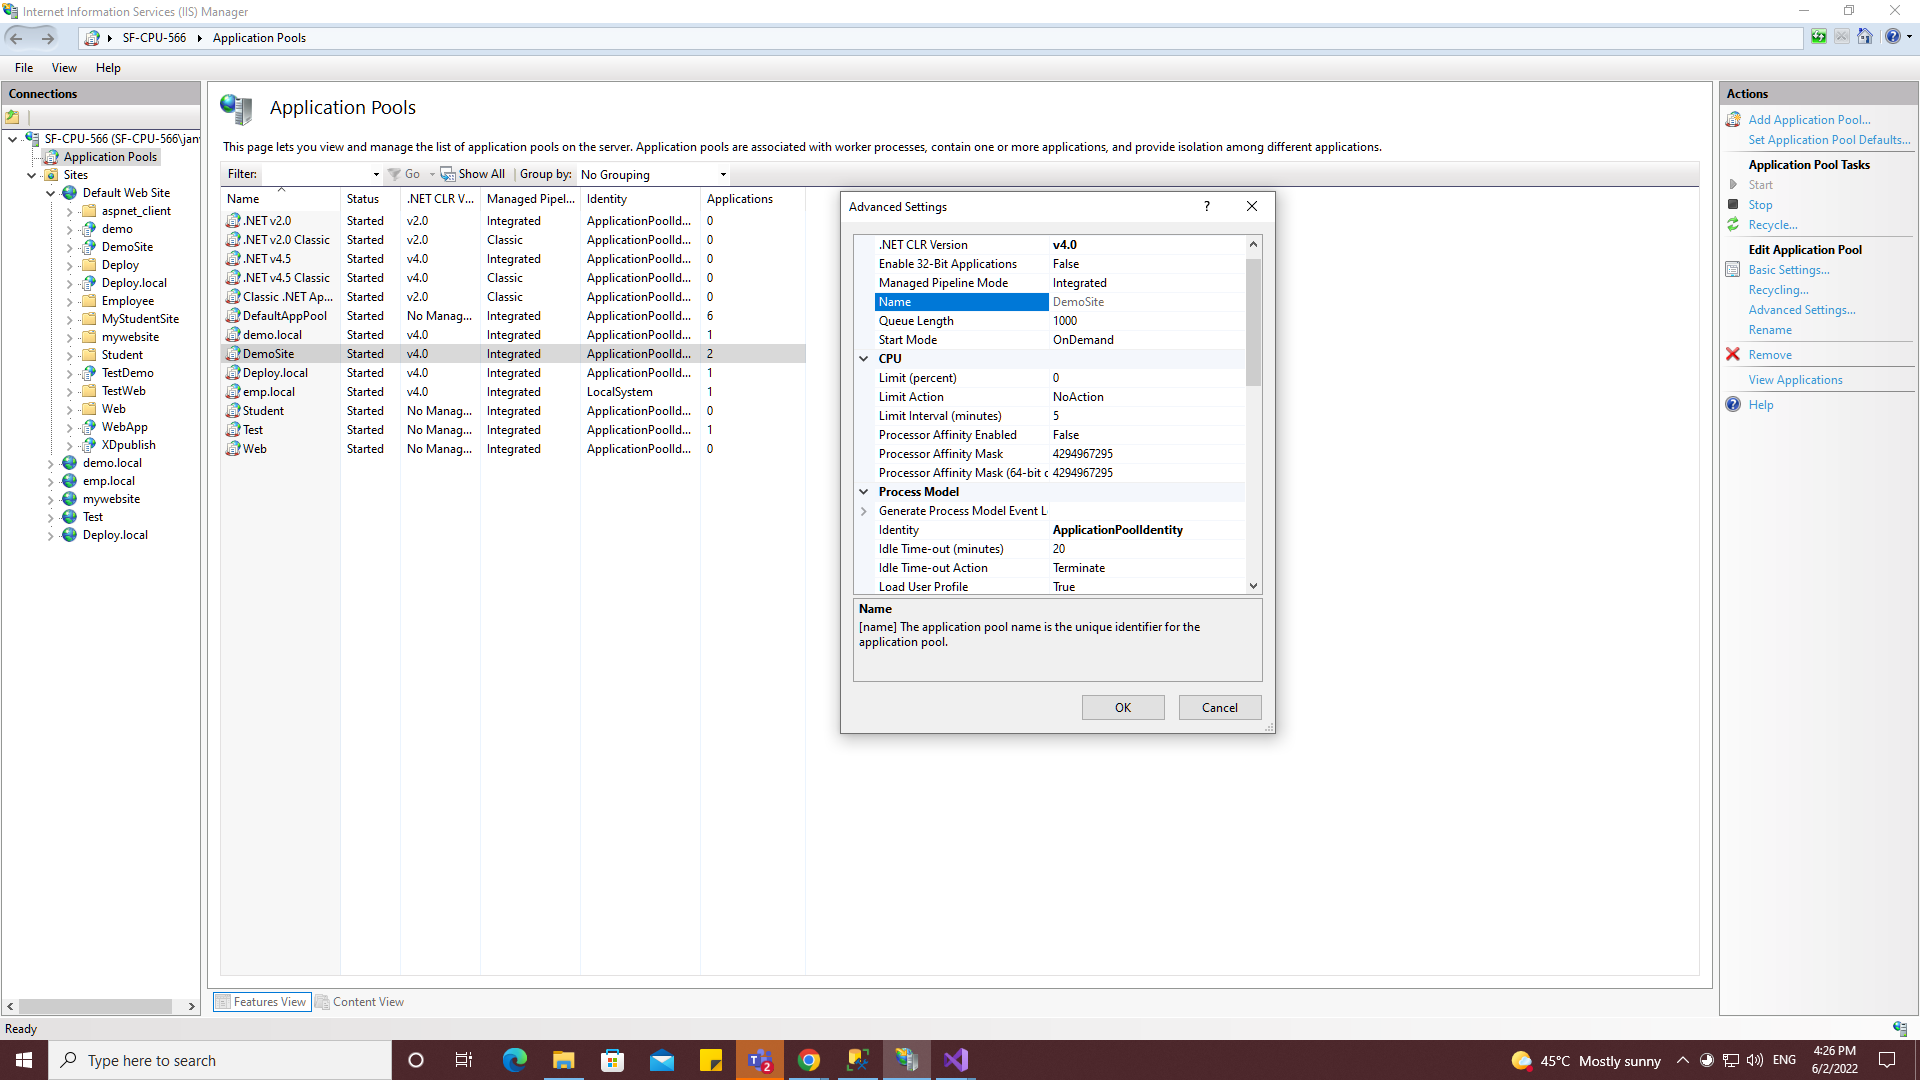 Internet Information Services (IIS) Manager
SF-CPU-566 Application Pools
File View Help
Connections
SF-CPU-566 (SF-CPU-566\jan
Application Pools
Sites
Default Web Site
aspnet_client
demo
DemoSite
Deploy
Deploy.local
Employee
MyStudentSite
mywebsite
Student
TestDemo
TestWeb
Web
WebApp
XDpublish
demo.local
emp.local
mywebsite
Test
Deploy.local
Application Pools
This page lets you view and manage the list of application pools on the server. Application pools are associated with worker processes, contain one or more applications, and provide isolation among different applications.
Filter: Go Show All Group by: No Grouping
Name Status .NET CLR V... Managed Pipel... Identity Applications
.NET v2.0 Started v2.0 Integrated ApplicationPoolId... 0
.NET v2.0 Classic Started v2.0 Classic ApplicationPoolId... 0
.NET v4.5 Started v4.0 Integrated ApplicationPoolId... 0
.NET v4.5 Classic Started v4.0 Classic ApplicationPoolId... 0
Classic .NET Ap... Started v2.0 Classic ApplicationPoolId... 0
DefaultAppPool Started No Manag... Integrated ApplicationPoolId... 6
demo.local Started v4.0 Integrated ApplicationPoolId... 1
DemoSite Started v4.0 Integrated ApplicationPoolId... 2
Deploy.local Started v4.0 Integrated ApplicationPoolId... 1
emp.local Started v4.0 Integrated LocalSystem 1
Student Started No Manag... Integrated ApplicationPoolId... 0
Test Started No Manag... Integrated ApplicationPoolId... 1
Web Started No Manag... Integrated ApplicationPoolId... 0
Advanced Settings ?
.NET CLR Version v4.0
Enable 32-Bit Applications False
Managed Pipeline Mode Integrated
Name DemoSite
Queue Length 1000
Start Mode OnDemand
CPU
Limit (percent) 0
Limit Action NoAction
Limit Interval (minutes) 5
Processor Affinity Enabled False
Processor Affinity Mask 4294967295
Processor Affinity Mask (64-bit o 4294967295
Process Model
Generate Process Model Event L
Identity ApplicationPoolIdentity
Idle Time-out (minutes) 20
Idle Time-out Action Terminate
Load User Profile True
Name
[name] The application pool name is the unique identifier for the
application pool.
OK Cancel
Actions
Add Application Pool...
Set Application Pool Defaults...
Application Pool Tasks
Start
Stop
Recycle...
Edit Application Pool
Basic Settings...
Recycling...
Advanced Settings...
Rename
Remove
View Applications
Help
Features View Content View
Ready
Type here to search
2
45°C Mostly sunny
ENG
4:26 PM
6/2/2022